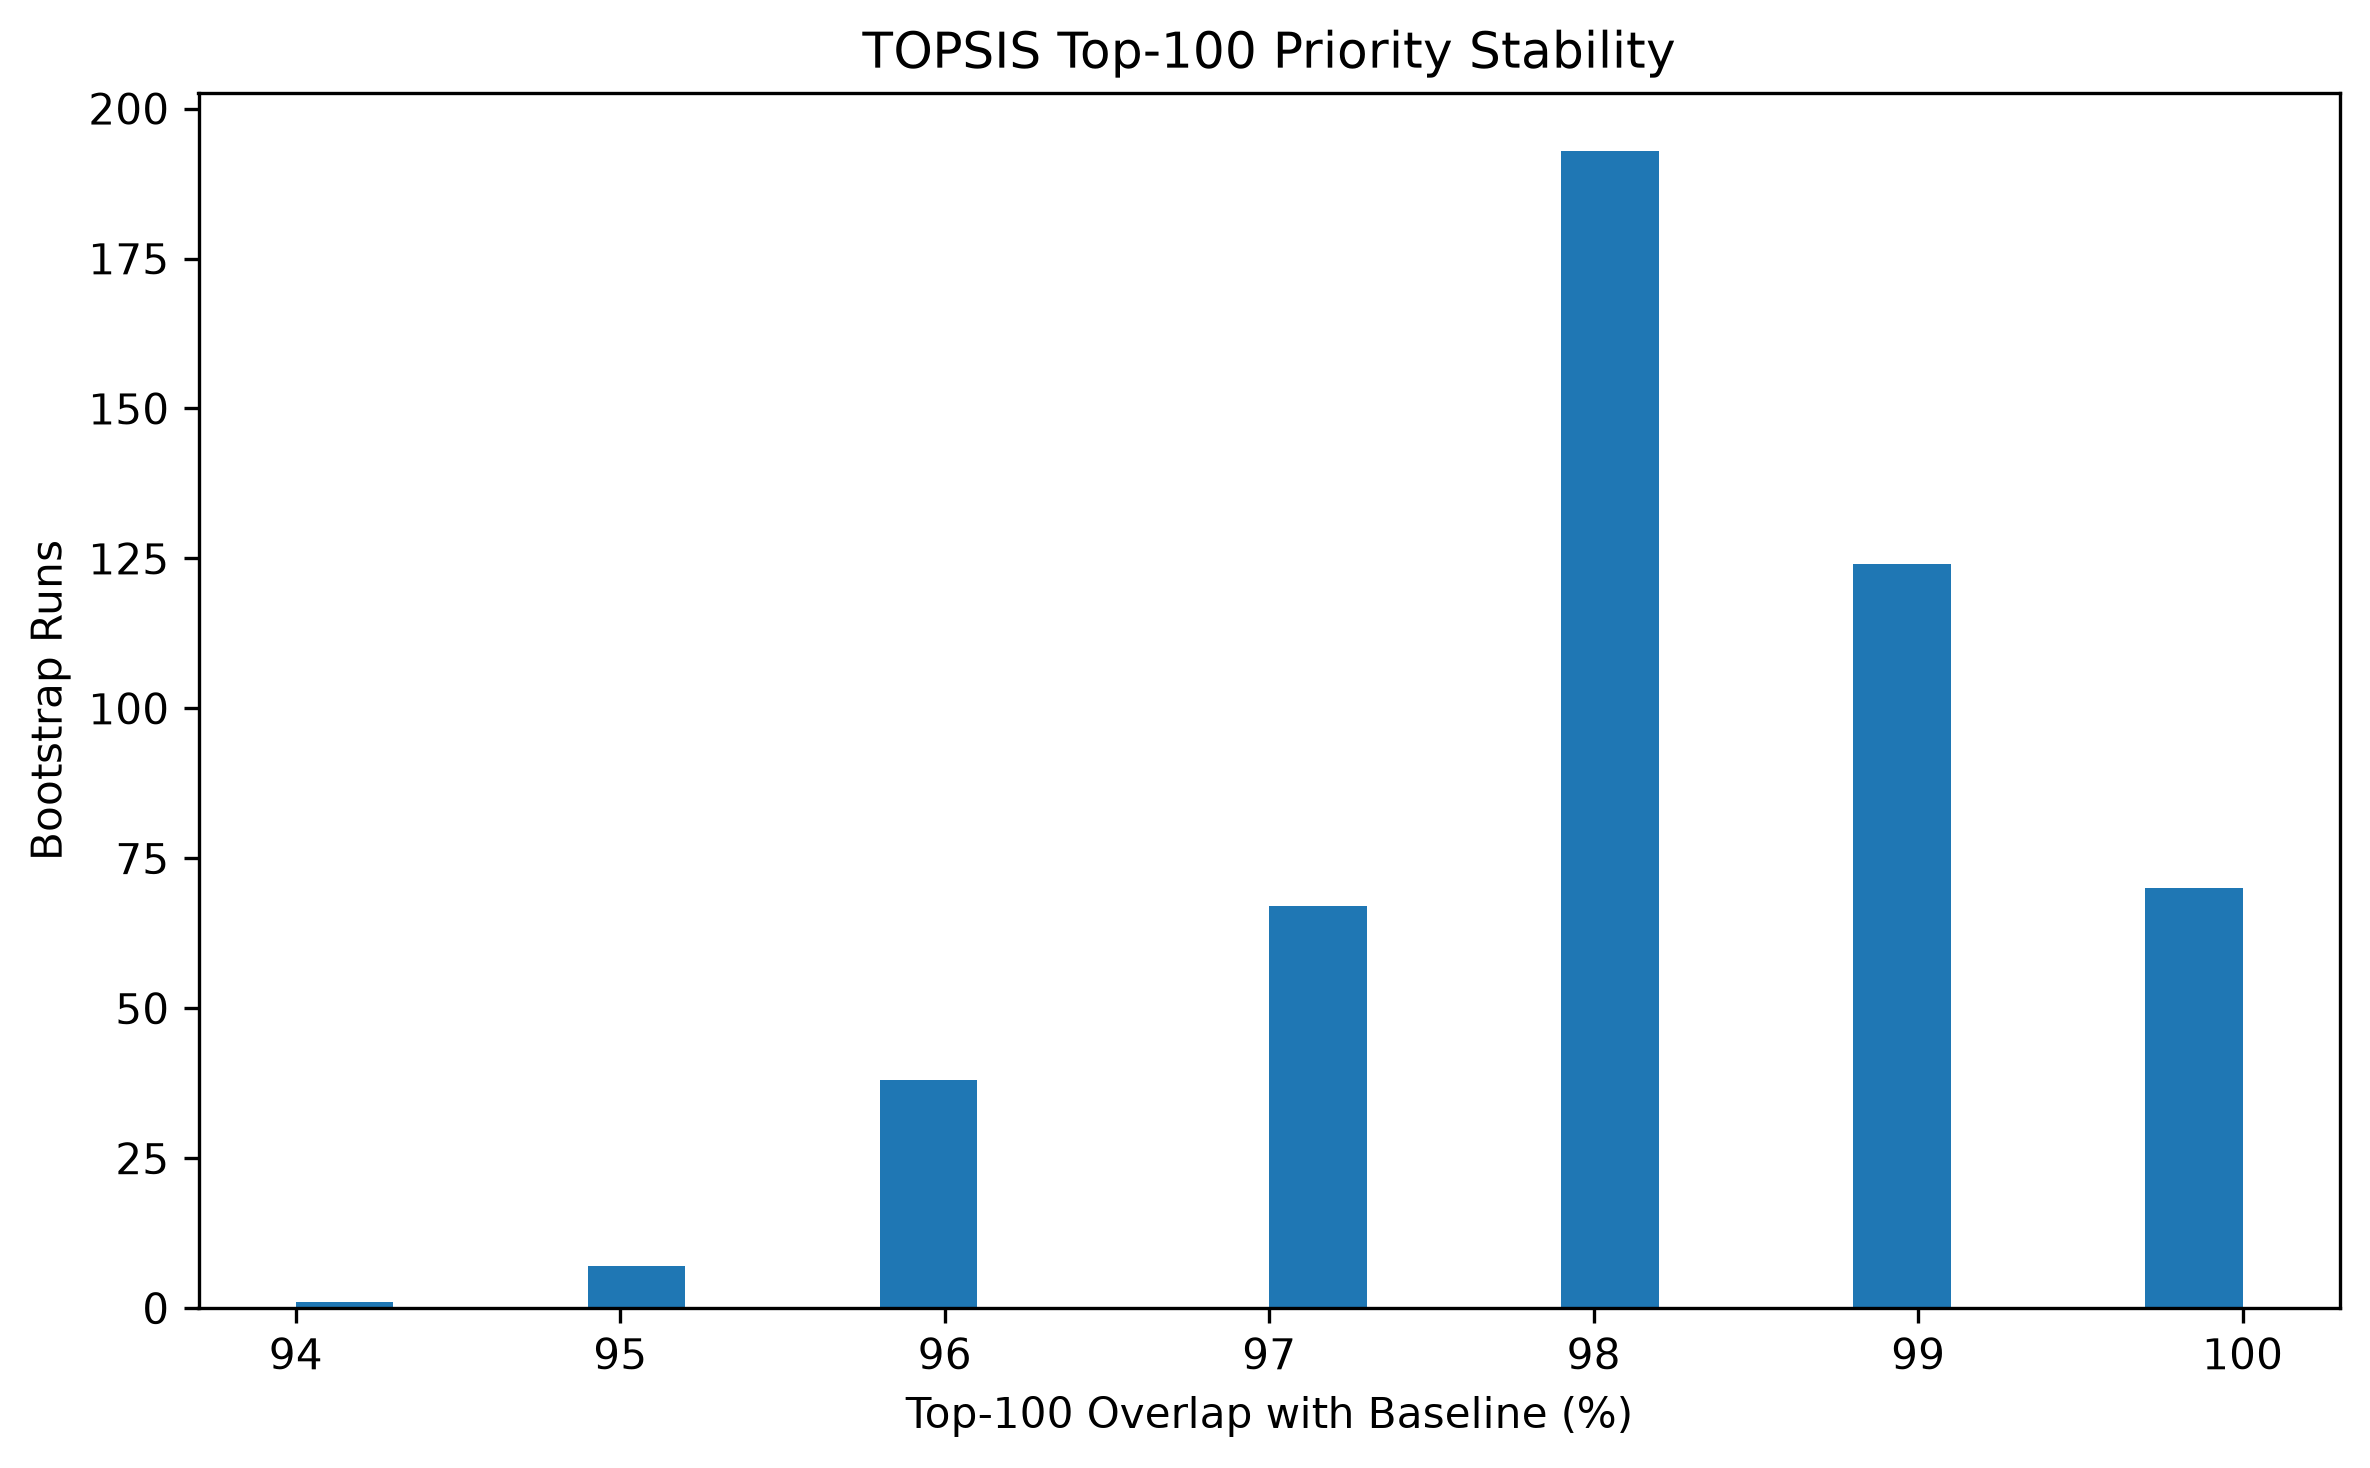 TOPSIS Top-100 Priority Stability
200
175
150
125
100
75
50
25
0
Bootstrap Runs
94 95 96 97 98 99 100
Top-100 Overlap with Baseline (%)